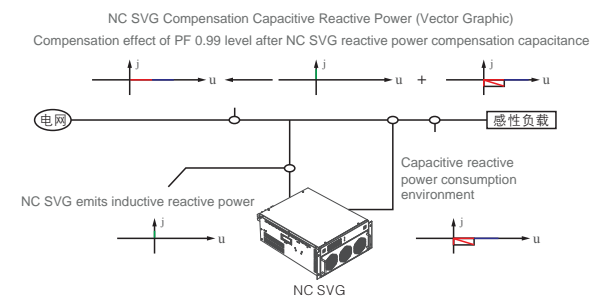 NC SVG Compensation Capacitive Reactive Power (Vector Graphic)
Compensation effect of PF 0.99 level after NC SVG reactive power compensation capacitance
j
u
j
u
+
j
u
电网
感性负载
Capacitive reactive
power consumption
environment
NC SVG emits inductive reactive power
j
u
j
u
NC SVG